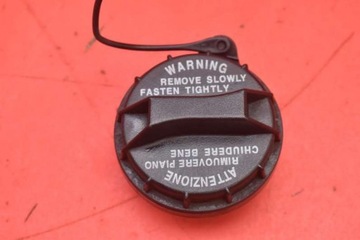 WARNING
REMOVE SLOWLY
FASTEN TIGHTLY
ATTENZIONE
RIMUOVERE PIANO
CHIUDERE BENE